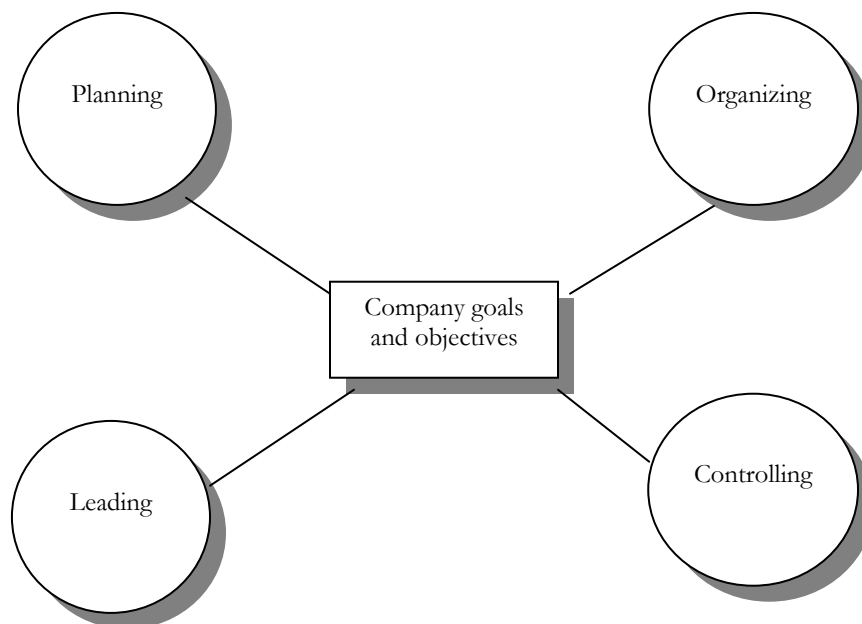 Planning
Organizing
Company goals
and objectives
Leading
Controlling